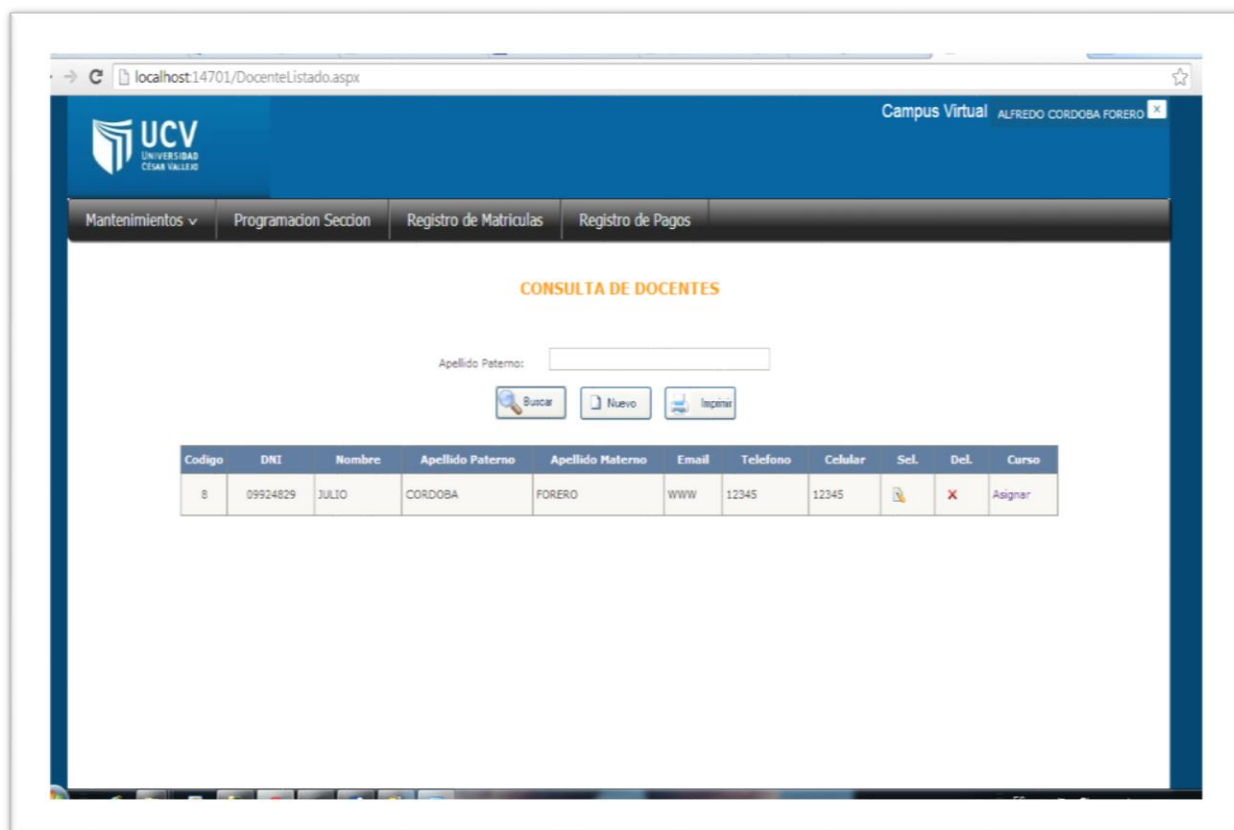 localhost:14701/DocenteListado.aspx
Campus Virtual ALFREDO CORDOBA FORERO
UCV
UNIVERSIDAD
CÉSAR VALLEJO
Mantenimientos Programacion Seccion Registro de Matriculas Registro de Pagos
CONSULTA DE DOCENTES
Apellido Paterno:
Buscar Nuevo Imprimir
Codigo DNI Nombre Apellido Paterno Apellido Materno Email Telefono Celular Sel. Del. Curso
8 09924829 JULIO CORDOBA FORERO WWW 12345 12345 Asignar